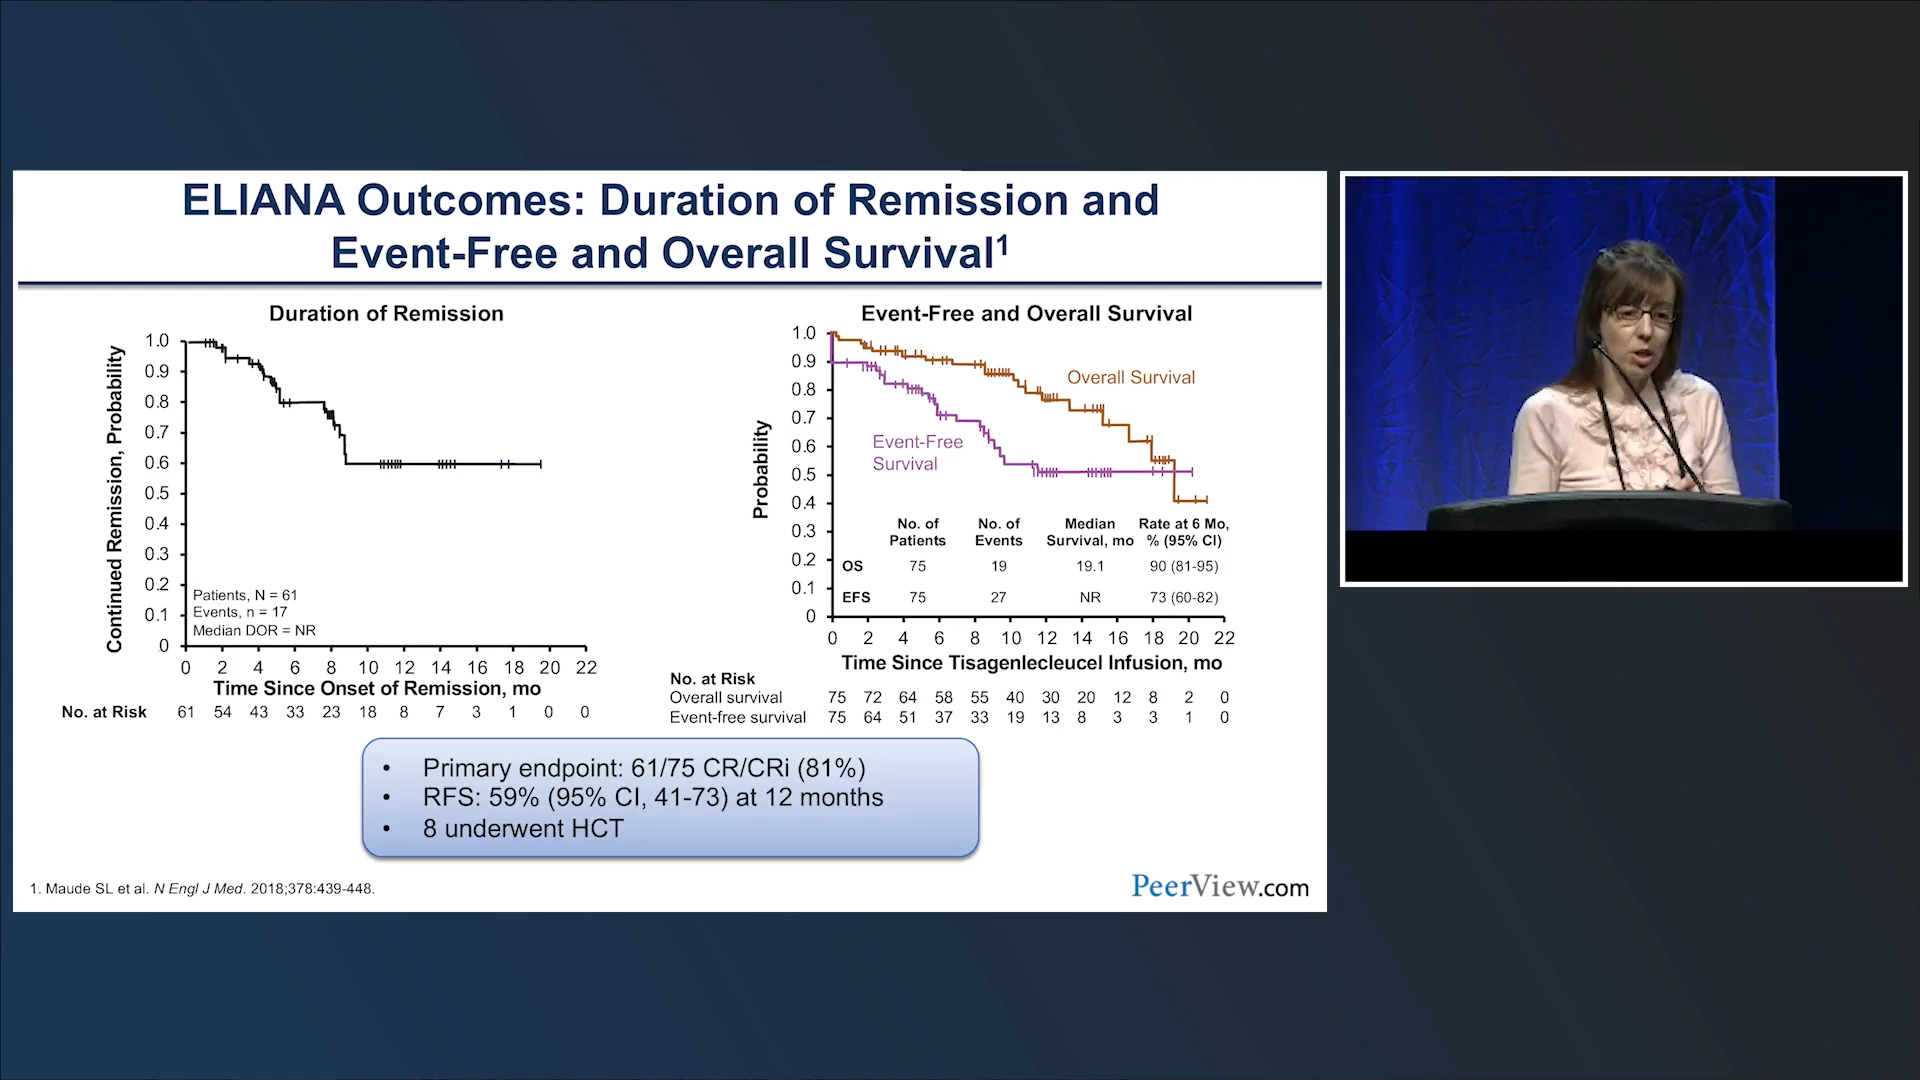 ELIANA Outcomes: Duration of Remission and
Event-Free and Overall Survival1
Duration of Remission
Continued Remission, Probability
1.0
0.9
0.8
0.7
0.6
0.5
0.4
0.3
0.2
0.1
0
Patients, N = 61
Events, n = 17
Median DOR = NR
0 2 4 6 8 10 12 14 16 18 20 22
Time Since Onset of Remission, mo
No. at Risk 61 54 43 33 23 18 8 7 3 1 0 0
Event-Free and Overall Survival
Probability
1.0
0.9
0.8
0.7
0.6
0.5
0.4
0.3
0.2
0.1
0
Overall Survival
Event-Free
Survival
No. of No. of Median Rate at 6 Mo,
Patients Events Survival, mo % (95% CI)
OS 75 19 19.1 90 (81-95)
EFS 75 27 NR 73 (60-82)
0 2 4 6 8 10 12 14 16 18 20 22
Time Since Tisagenlecleucel Infusion, mo
No. at Risk
Overall survival 75 72 64 58 55 40 30 20 12 8 2 0
Event-free survival 75 64 51 37 33 19 13 8 3 3 1 0
• Primary endpoint: 61/75 CR/CRi (81%)
• RFS: 59% (95% CI, 41-73) at 12 months
• 8 underwent HCT
1. Maude SL et al. N Engl J Med. 2018;378:439-448.
PeerView.com